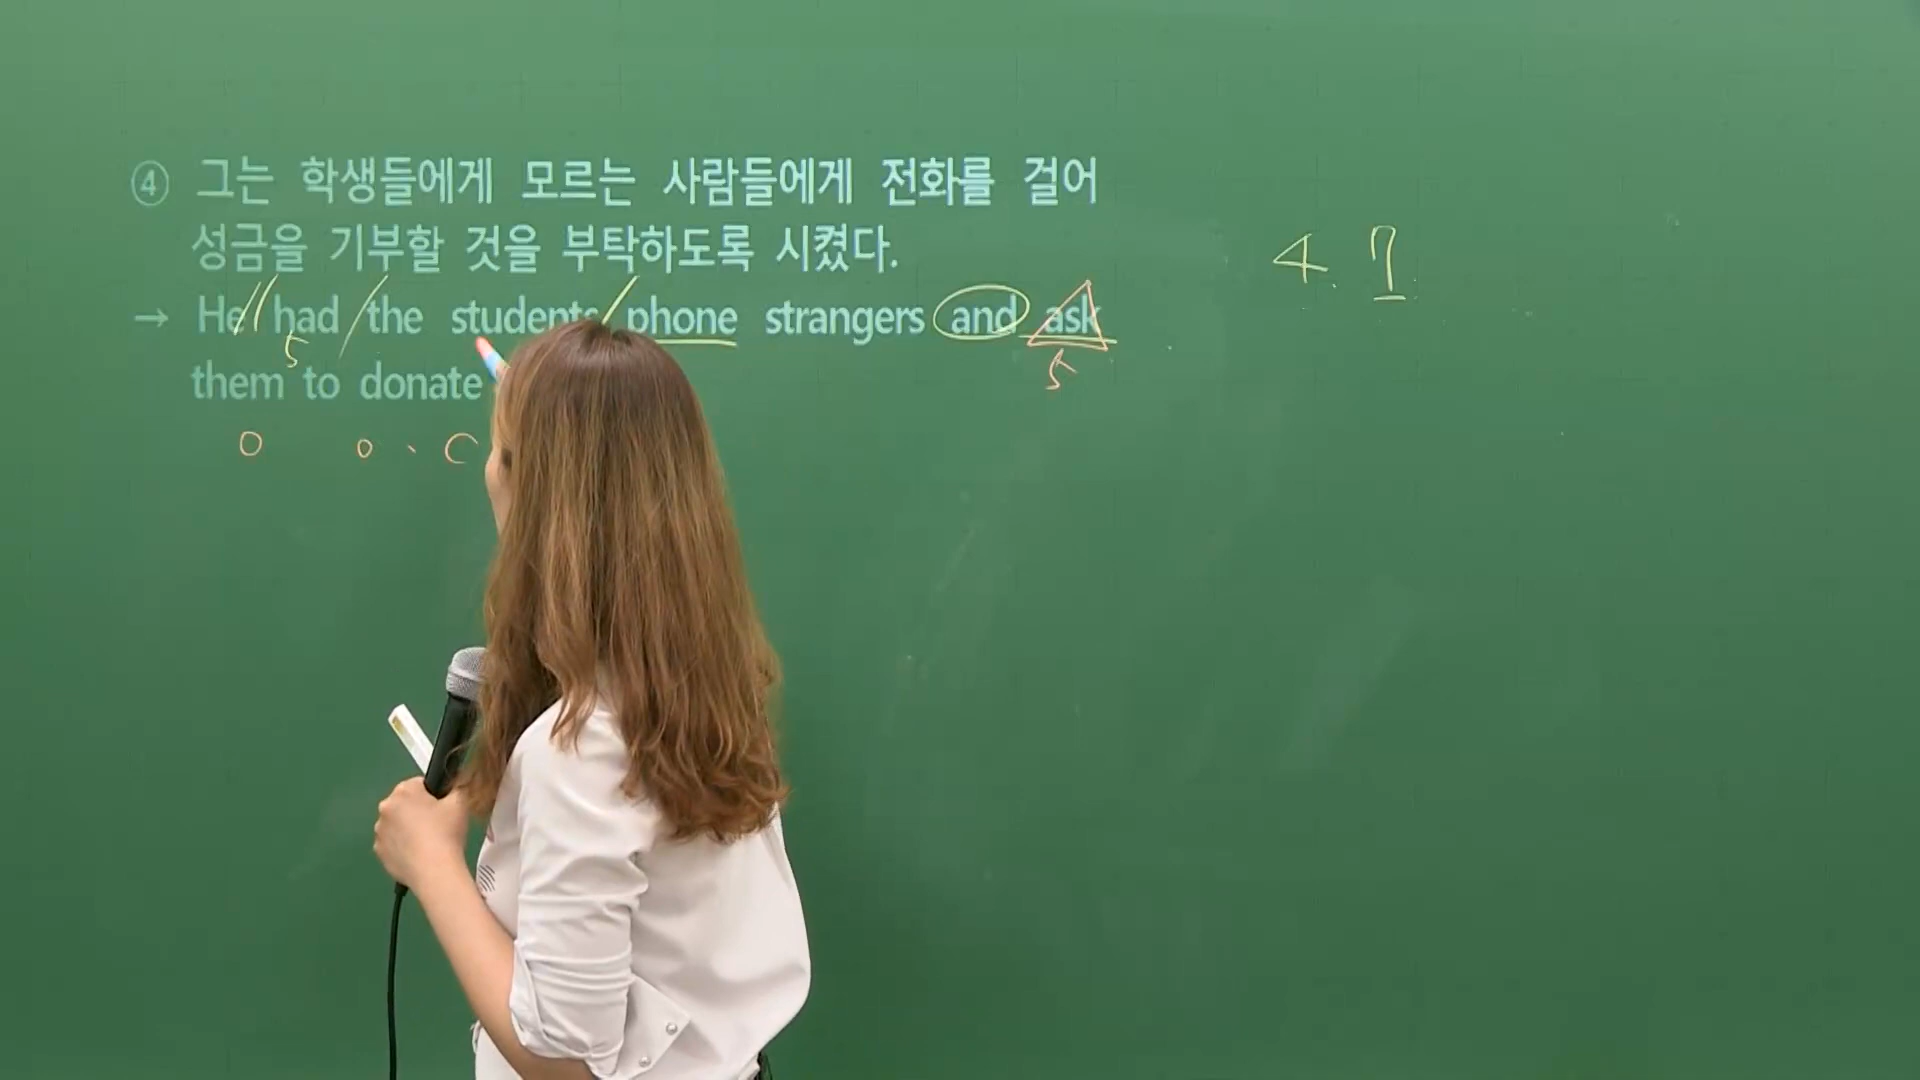 ④ 그는 학생들에게 모르는 사람들에게 전화를 걸어
성금을 기부할 것을 부탁하도록 시켰다.
4. 7
→ He had the students phone strangers and ask
5 5
them to donate
O O.C